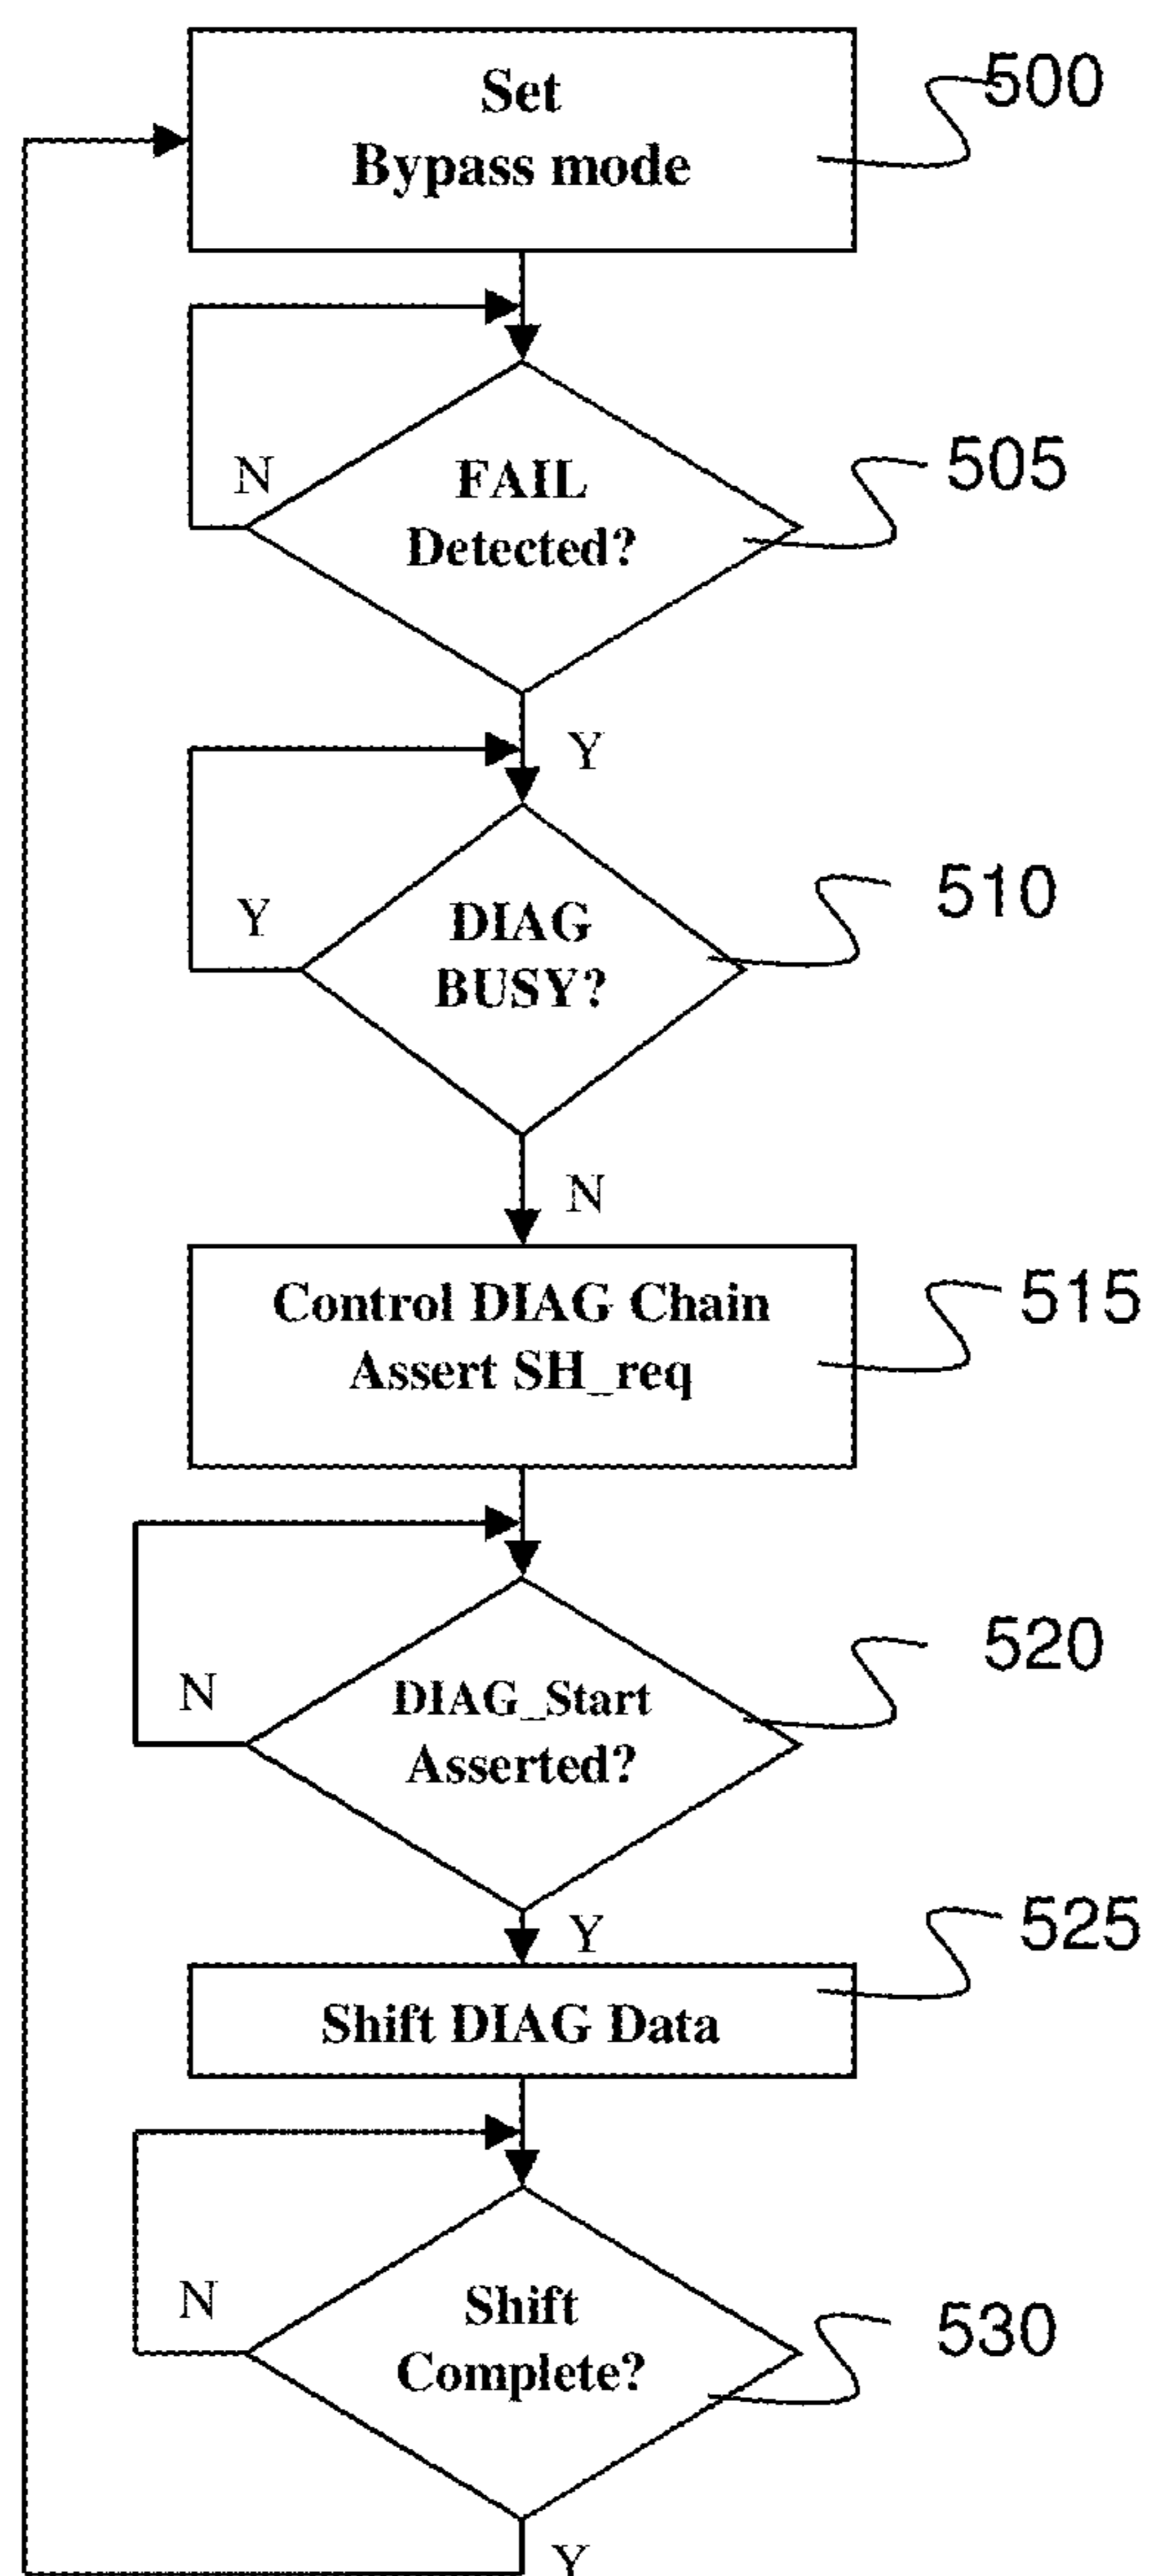 Set
Bypass mode
500
FAIL
Detected?
N
505
Y
DIAG
BUSY?
Y
510
N
Control DIAG Chain
Assert SH_req
515
DIAG_Start
Asserted?
N
520
Y
525
Shift DIAG Data
Shift
Complete?
N
530
Y